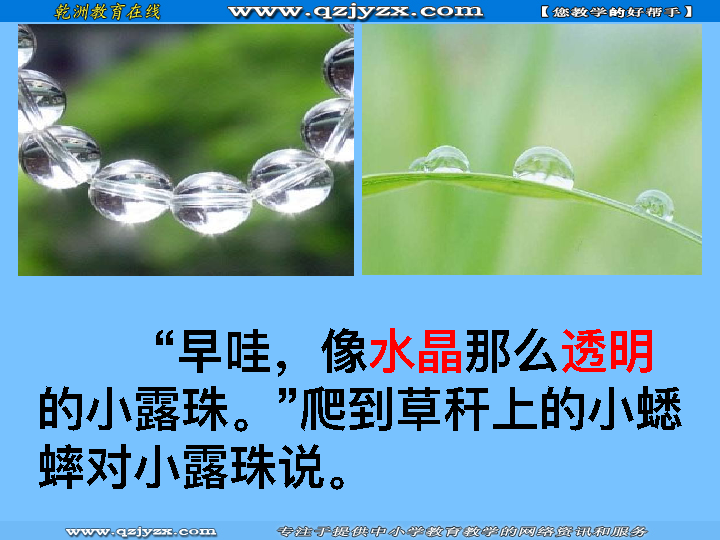 乾洲教育在线 www.qzjyzx.com 【您教学的好帮手】
“早哇，像水晶那么透明
的小露珠。”爬到草秆上的小蟋
蟀对小露珠说。
www.qzjyzx.com 专注于提供中小学教育教学的网络资讯和服务